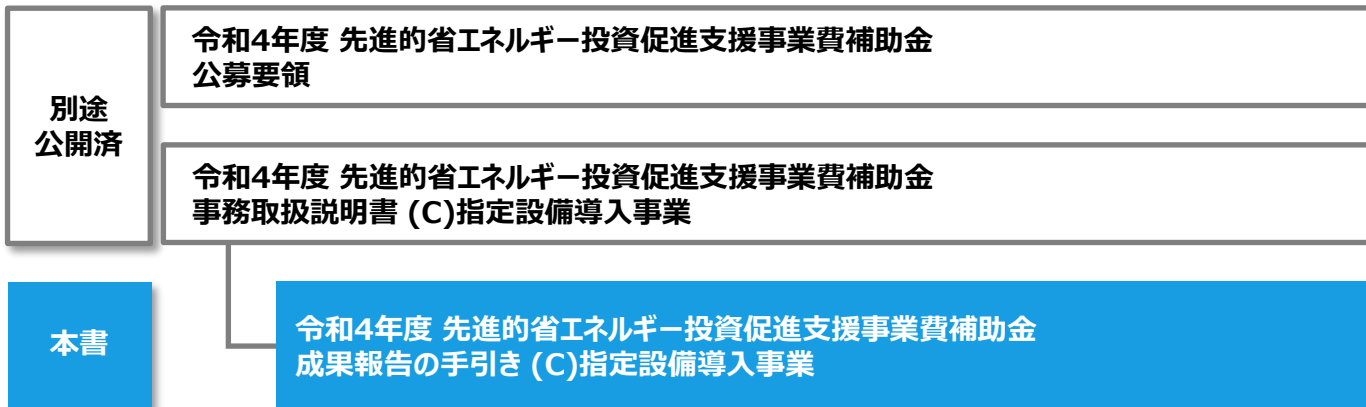 別途
公開済
令和4年度 先進的省エネルギー投資促進支援事業費補助金
公募要領
令和4年度 先進的省エネルギー投資促進支援事業費補助金
事務取扱説明書 (C)指定設備導入事業
本書
令和4年度 先進的省エネルギー投資促進支援事業費補助金
成果報告の手引き (C)指定設備導入事業